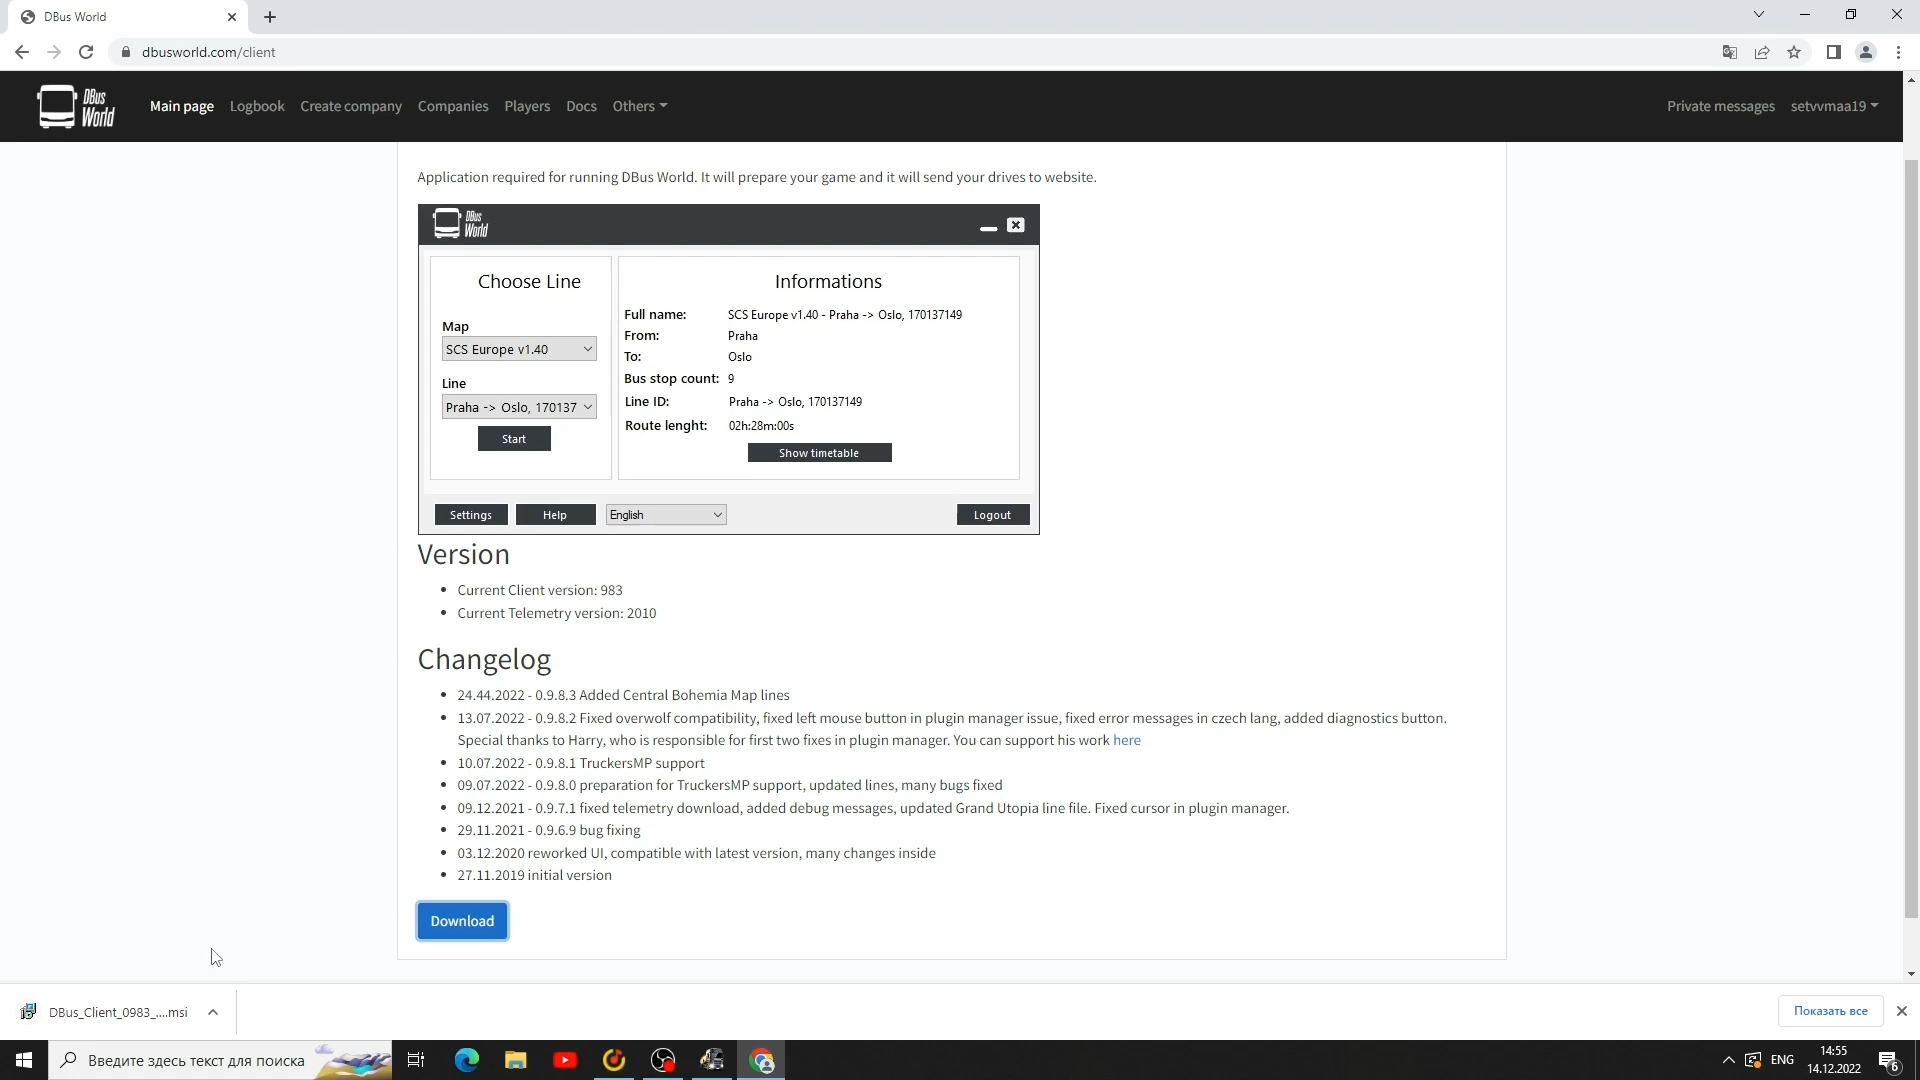 DBus World
dbusworld.com/client
DBus
World
Main page
Logbook
Create company
Companies
Players
Docs
Others
Private messages
setvvmaa19
Application required for running DBus World. It will prepare your game and it will send your drives to website.
DBus
World
Choose Line
Map
SCS Europe v1.40
Line
Praha -> Oslo, 170137
Start
Informations
Full name: SCS Europe v1.40 - Praha -> Oslo, 170137149
From: Praha
To: Oslo
Bus stop count: 9
Line ID: Praha -> Oslo, 170137149
Route lenght: 02h:28m:00s
Show timetable
Settings
Help
English
Logout
Version
Current Client version: 983
Current Telemetry version: 2010
Changelog
24.44.2022 - 0.9.8.3 Added Central Bohemia Map lines
13.07.2022 - 0.9.8.2 Fixed overwolf compatibility, fixed left mouse button in plugin manager issue, fixed error messages in czech lang, added diagnostics button.
Special thanks to Harry, who is responsible for first two fixes in plugin manager. You can support his work here
10.07.2022 - 0.9.8.1 TruckersMP support
09.07.2022 - 0.9.8.0 preparation for TruckersMP support, updated lines, many bugs fixed
09.12.2021 - 0.9.7.1 fixed telemetry download, added debug messages, updated Grand Utopia line file. Fixed cursor in plugin manager.
29.11.2021 - 0.9.6.9 bug fixing
03.12.2020 reworked UI, compatible with latest version, many changes inside
27.11.2019 initial version
Download
DBus_Client_0983_....msi
Показать все
Введите здесь текст для поиска
ENG
14:55
14.12.2022
6